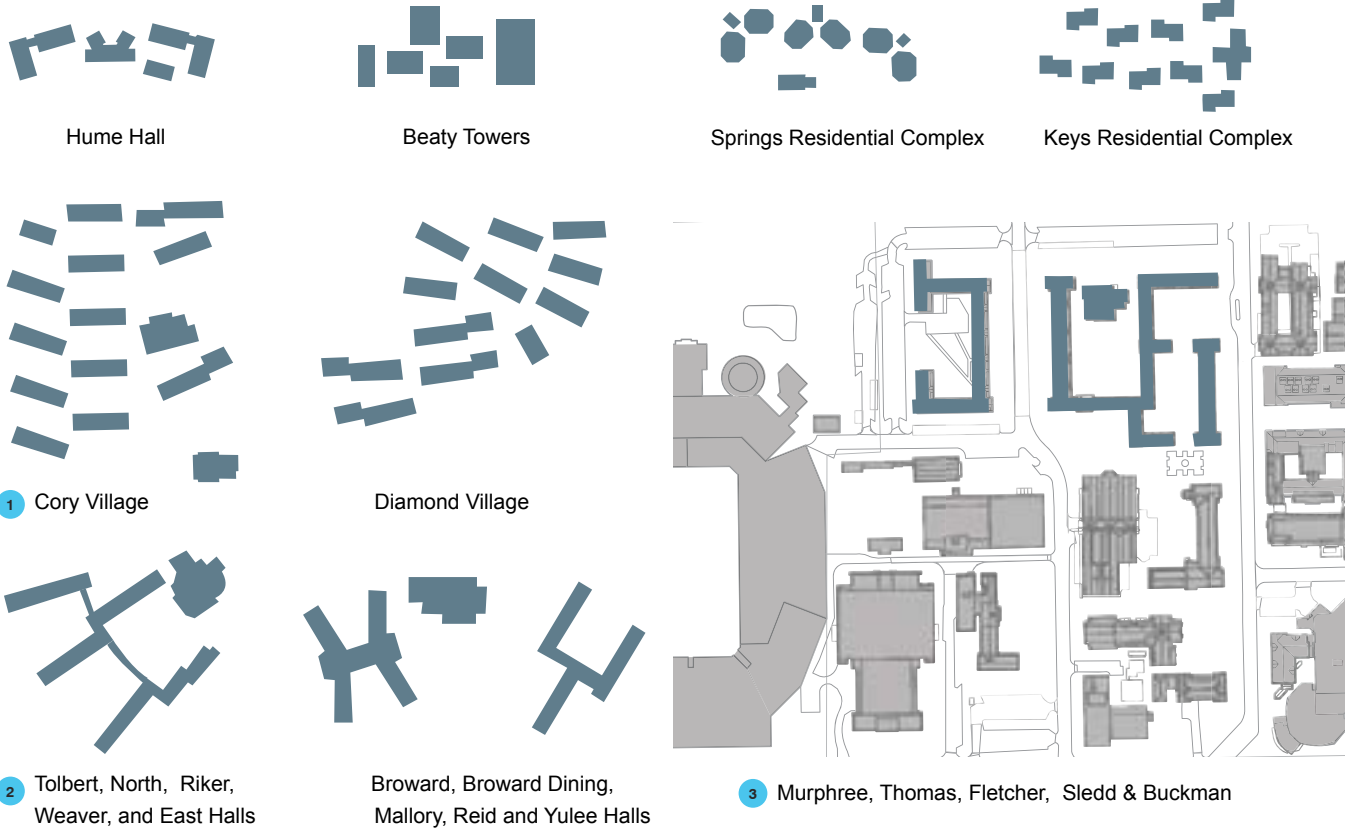 Hume Hall
Beaty Towers
Springs Residential Complex
Keys Residential Complex
1 Cory Village
Diamond Village
2 Tolbert, North, Riker,
Weaver, and East Halls
Broward, Broward Dining,
Mallory, Reid and Yulee Halls
3 Murphree, Thomas, Fletcher, Sledd & Buckman